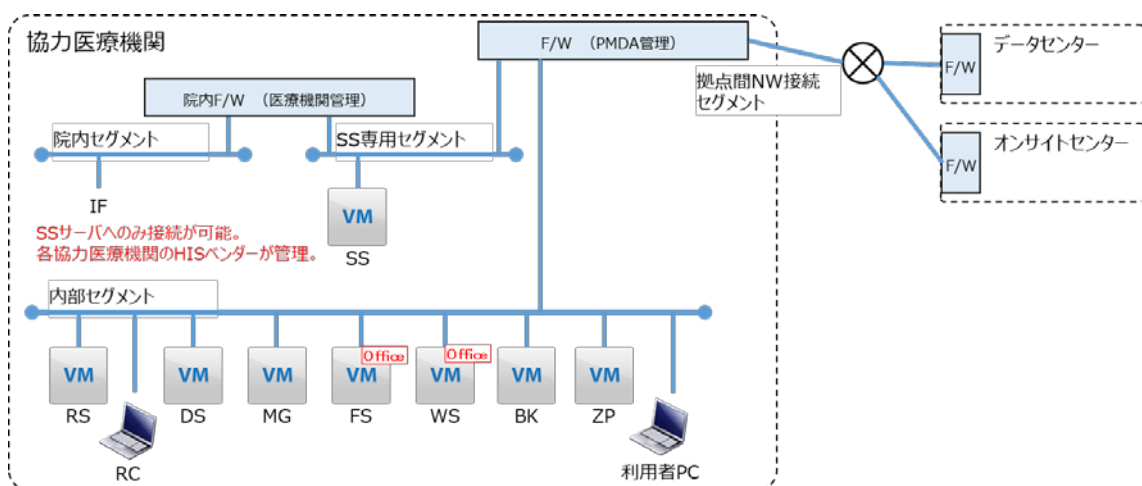 協力医療機関
F/W （PMDA管理）
データセンター
F/W
拠点間NW接続
セグメント
院内F/W （医療機関管理）
院内セグメント
SS専用セグメント
オンサイトセンター
F/W
IF
VM
SS
SSサーバへのみ接続が可能。
各協力医療機関のHISベンダーが管理。
内部セグメント
Office
Office
VM
VM
VM
VM
VM
VM
VM
RS
DS
MG
FS
WS
BK
ZP
RC
利用者PC